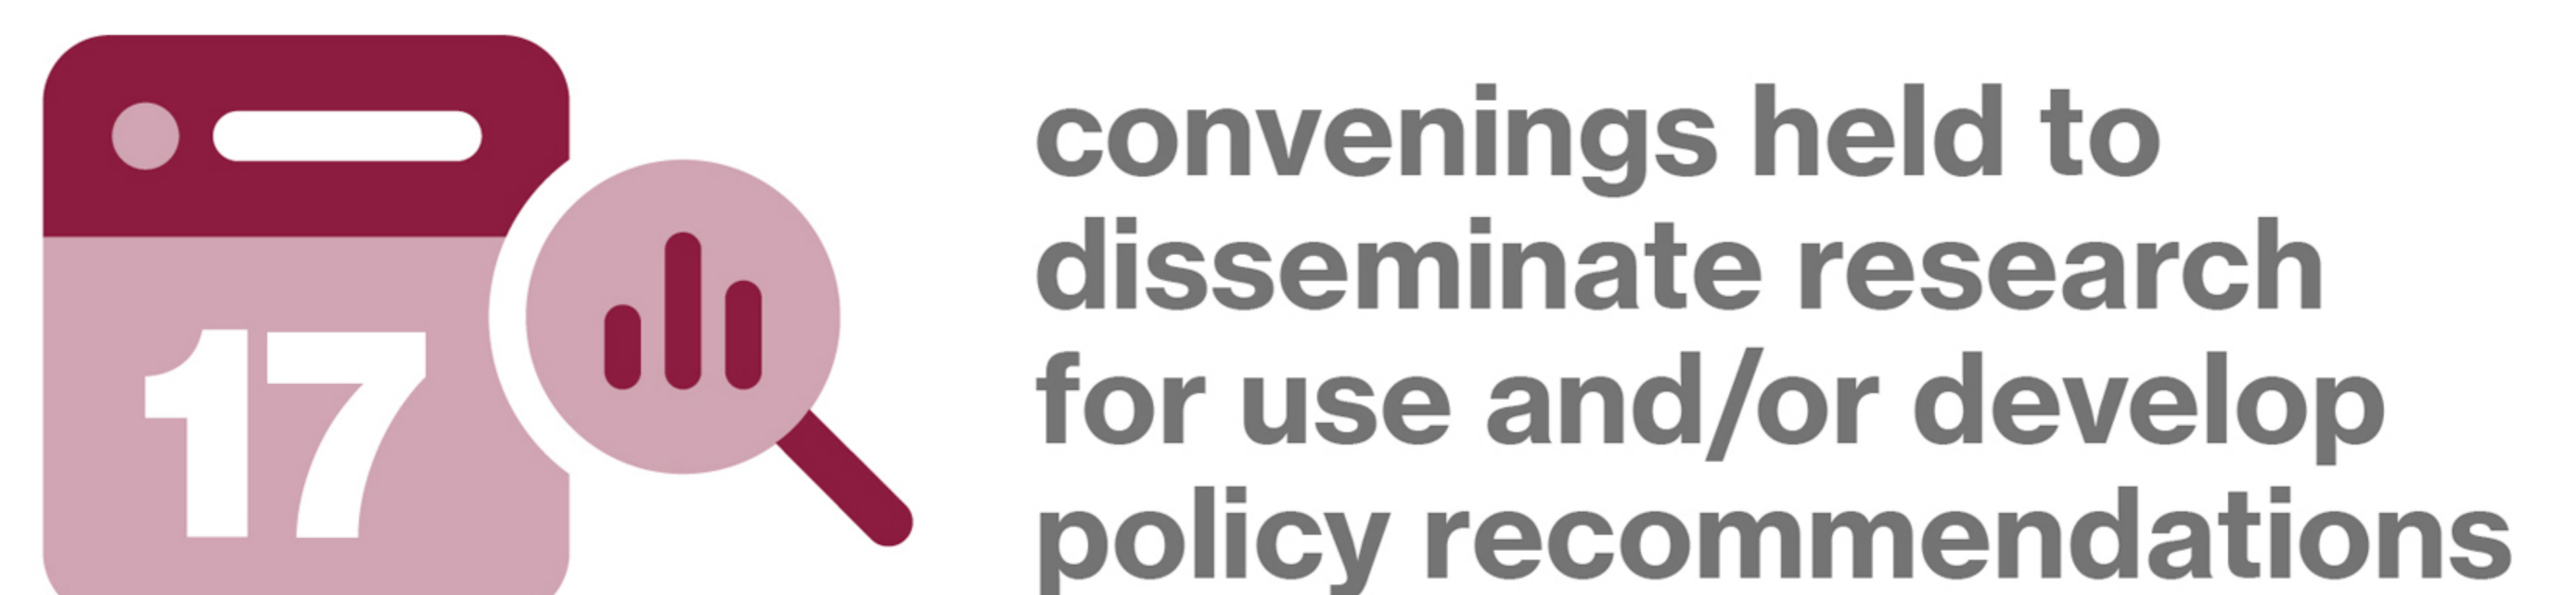 17
convenings held to
disseminate research
for use and/or develop
policy recommendations